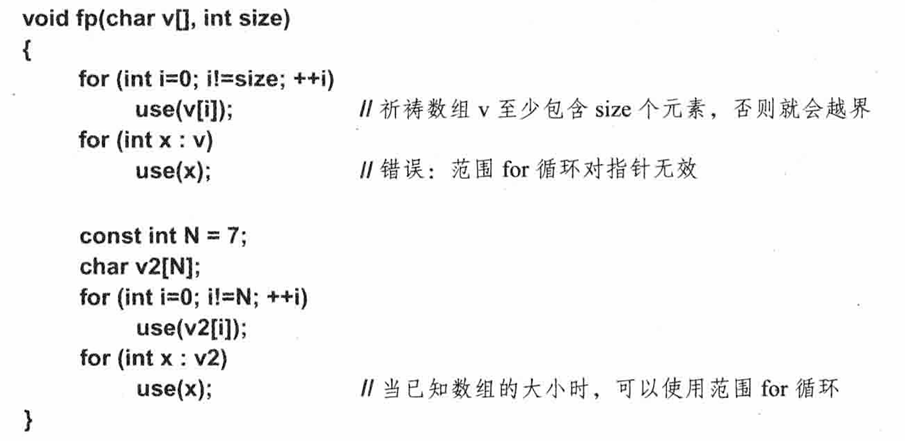 void fp(char v[], int size)
{
for (int i=0; i!=size; ++i)
use(v[i]); // 祈祷数组 v 至少包含 size 个元素，否则就会越界
for (int x : v)
use(x); // 错误：范围 for 循环对指针无效
const int N = 7;
char v2[N];
for (int i=0; i!=N; ++i)
use(v2[i]);
for (int x : v2)
use(x); // 当已知数组的大小时，可以使用范围 for 循环
}